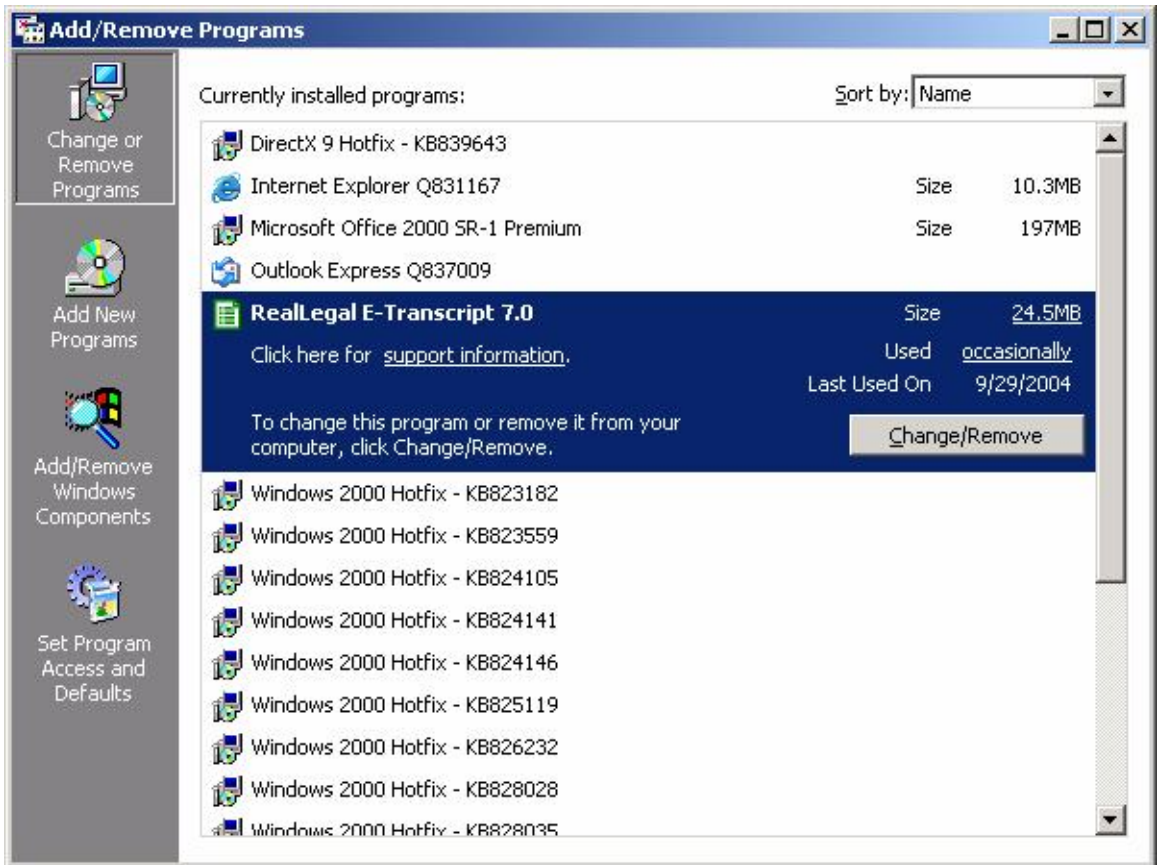 Add/Remove Programs
Change or
Remove
Programs
Add New
Programs
Add/Remove
Windows
Components
Set Program
Access and
Defaults
Currently installed programs:
Sort by: Name
DirectX 9 Hotfix - KB839643
Internet Explorer Q831167 Size 10.3MB
Microsoft Office 2000 SR-1 Premium Size 197MB
Outlook Express Q837009
RealLegal E-Transcript 7.0 Size 24.5MB
Click here for support information. Used occasionally
Last Used On 9/29/2004
To change this program or remove it from your
computer, click Change/Remove.
Change/Remove
Windows 2000 Hotfix - KB823182
Windows 2000 Hotfix - KB823559
Windows 2000 Hotfix - KB824105
Windows 2000 Hotfix - KB824141
Windows 2000 Hotfix - KB824146
Windows 2000 Hotfix - KB825119
Windows 2000 Hotfix - KB826232
Windows 2000 Hotfix - KB828028
Windows 2000 Hotfix - KB828035